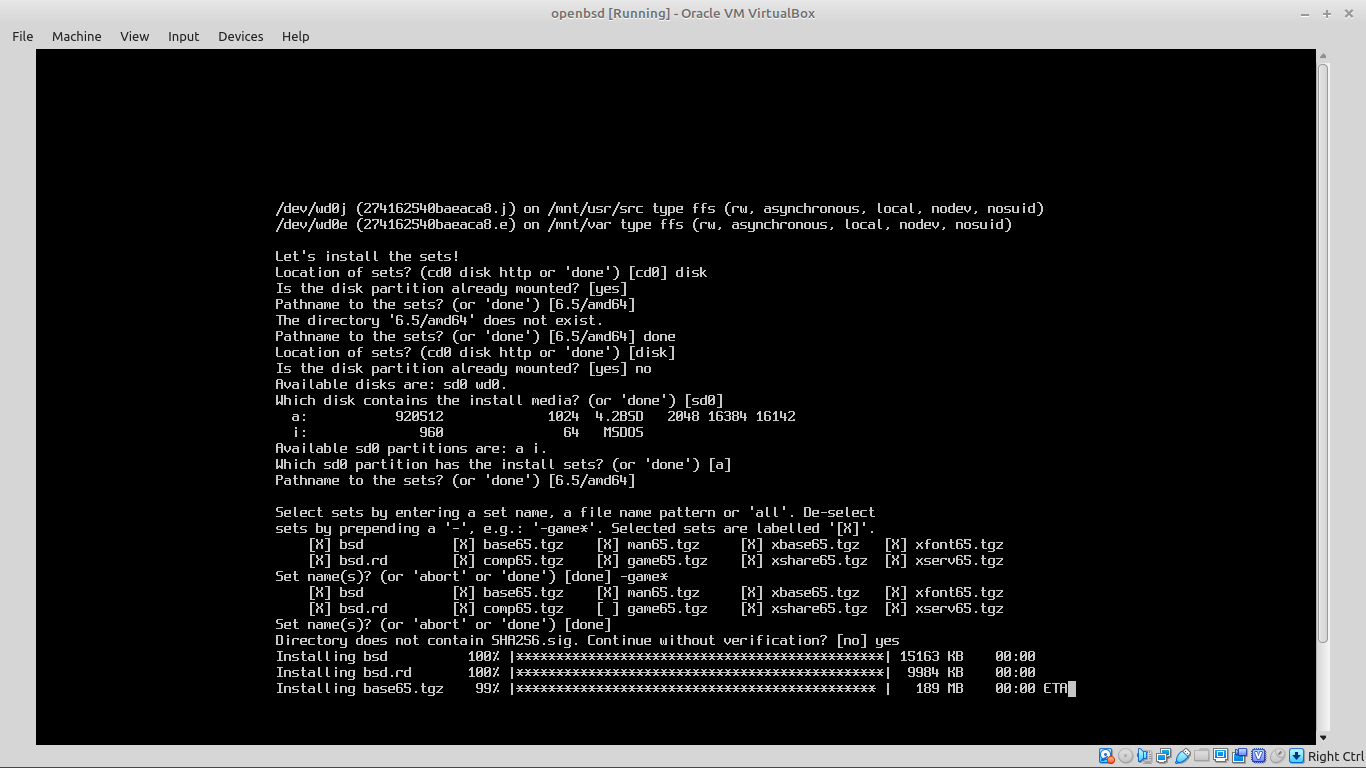 openbsd [Running] - Oracle VM VirtualBox
File Machine View Input Devices Help
/dev/wd0j (274162540baeaca8.j) on /mnt/usr/src type ffs (rw, asynchronous, local, nodev, nosuid)
/dev/wd0e (274162540baeaca8.e) on /mnt/var type ffs (rw, asynchronous, local, nodev, nosuid)
Let's install the sets!
Location of sets? (cd0 disk http or 'done') [cd0] disk
Is the disk partition already mounted? [yes]
Pathname to the sets? (or 'done') [6.5/amd64]
The directory '6.5/amd64' does not exist.
Pathname to the sets? (or 'done') [6.5/amd64] done
Location of sets? (cd0 disk http or 'done') [disk]
Is the disk partition already mounted? [yes] no
Available disks are: sd0 wd0.
Which disk contains the install media? (or 'done') [sd0]
a: 920512 1024 4.2BSD 2048 16384 16142
i: 960 64 MSDOS
Available sd0 partitions are: a i.
Which sd0 partition has the install sets? (or 'done') [a]
Pathname to the sets? (or 'done') [6.5/amd64]
Select sets by entering a set name, a file name pattern or 'all'. De-select
sets by prepending a '-', e.g.: '-game*'. Selected sets are labelled '[X]'.
[X] bsd [X] base65.tgz [X] man65.tgz [X] xbase65.tgz [X] xfont65.tgz
[X] bsd.rd [X] comp65.tgz [X] game65.tgz [X] xshare65.tgz [X] xserv65.tgz
Set name(s)? (or 'abort' or 'done') [done] -game*
[X] bsd [X] base65.tgz [X] man65.tgz [X] xbase65.tgz [X] xfont65.tgz
[X] bsd.rd [X] comp65.tgz [ ] game65.tgz [X] xshare65.tgz [X] xserv65.tgz
Set name(s)? (or 'abort' or 'done') [done]
Directory does not contain SHA256.sig. Continue without verification? [no] yes
Installing bsd 100% |**********************************************| 15163 KB 00:00
Installing bsd.rd 100% |**********************************************| 9984 KB 00:00
Installing base65.tgz 99% |********************************************* | 189 MB 00:00 ETA
Right Ctrl